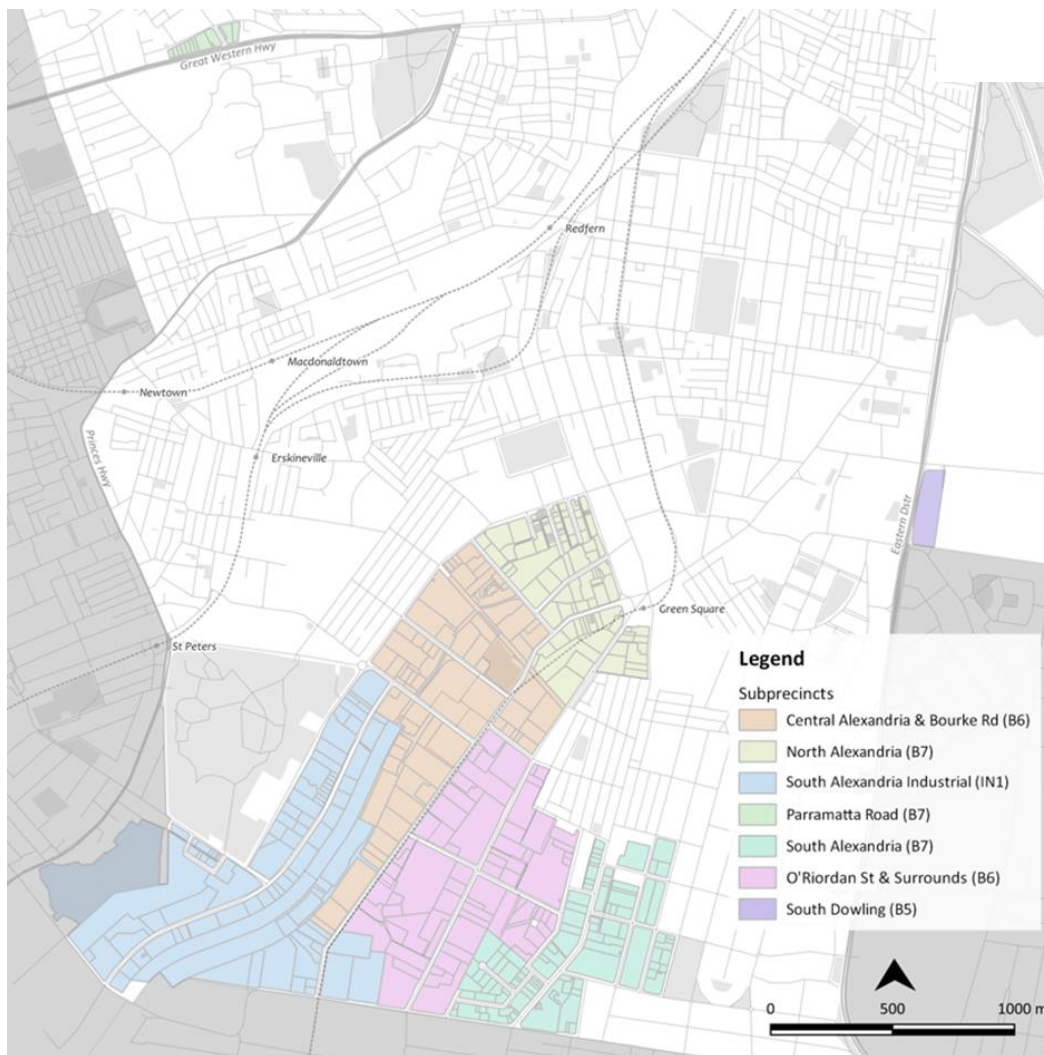 Great Western Hwy
Redfern
Macdonaldtown
Newtown
Princes Hwy
Erskineville
Eastern Dstr
Green Square
St Peters
Legend
Subprecincts
Central Alexandria & Bourke Rd (B6)
North Alexandria (B7)
South Alexandria Industrial (IN1)
Parramatta Road (B7)
South Alexandria (B7)
O'Riordan St & Surrounds (B6)
South Dowling (B5)
0 500 1000 m